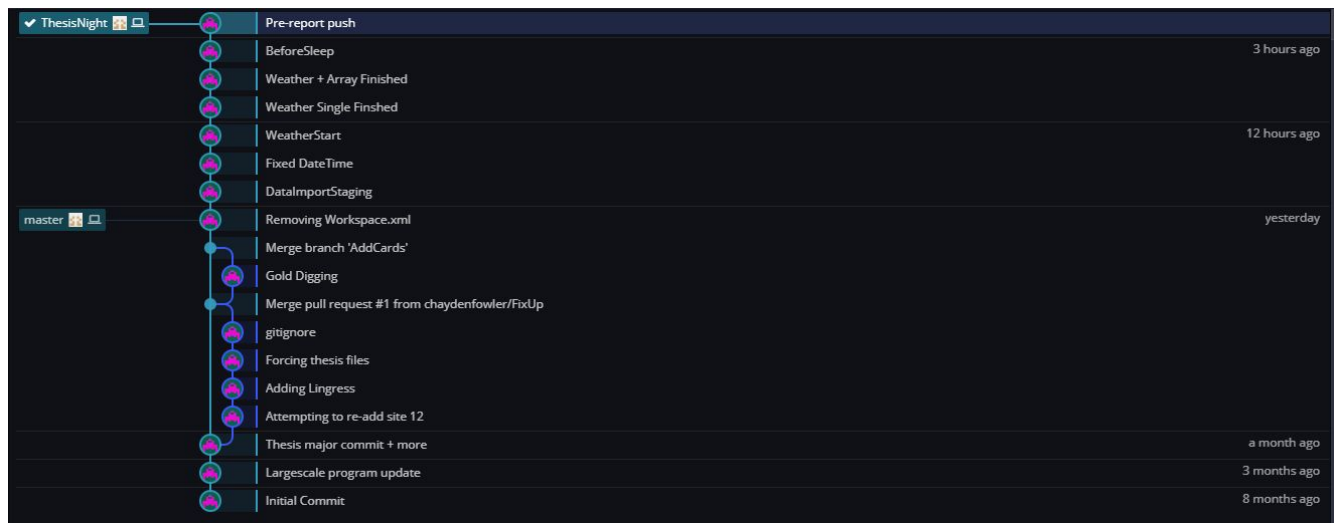 ThesisNight Pre-report push
BeforeSleep 3 hours ago
Weather + Array Finished
Weather Single Finshed
WeatherStart 12 hours ago
Fixed DateTime
DataImportStaging
master Removing Workspace.xml yesterday
Merge branch 'AddCards'
Gold Digging
Merge pull request #1 from chaydenfowler/FixUp
gitignore
Forcing thesis files
Adding Lingress
Attempting to re-add site 12
Thesis major commit + more a month ago
Largescale program update 3 months ago
Initial Commit 8 months ago